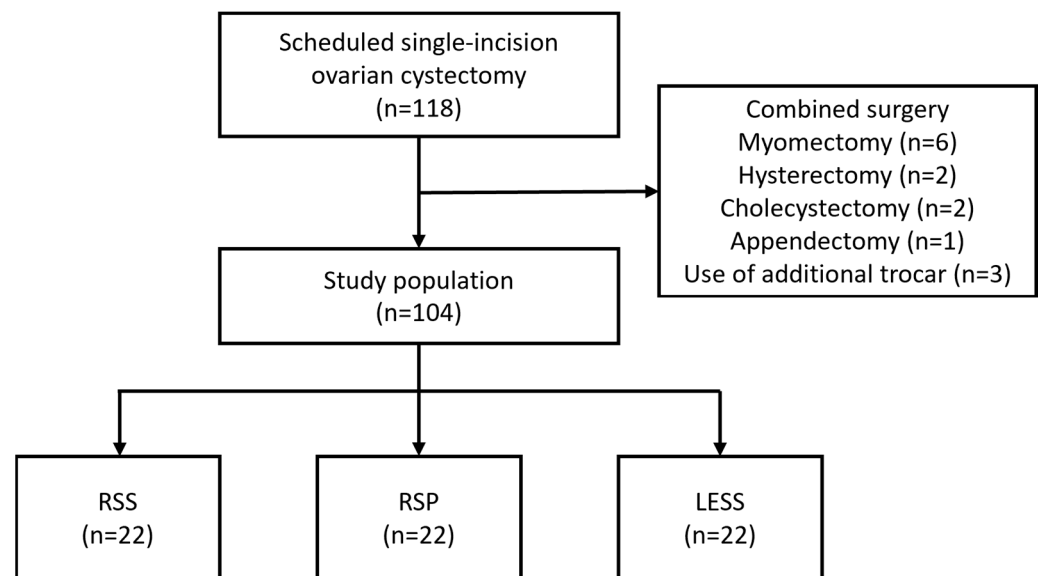 Scheduled single-incision
ovarian cystectomy
(n=118)
Combined surgery
Myomectomy (n=6)
Hysterectomy (n=2)
Cholecystectomy (n=2)
Appendectomy (n=1)
Use of additional trocar (n=3)
Study population
(n=104)
RSS
(n=22)
RSP
(n=22)
LESS
(n=22)